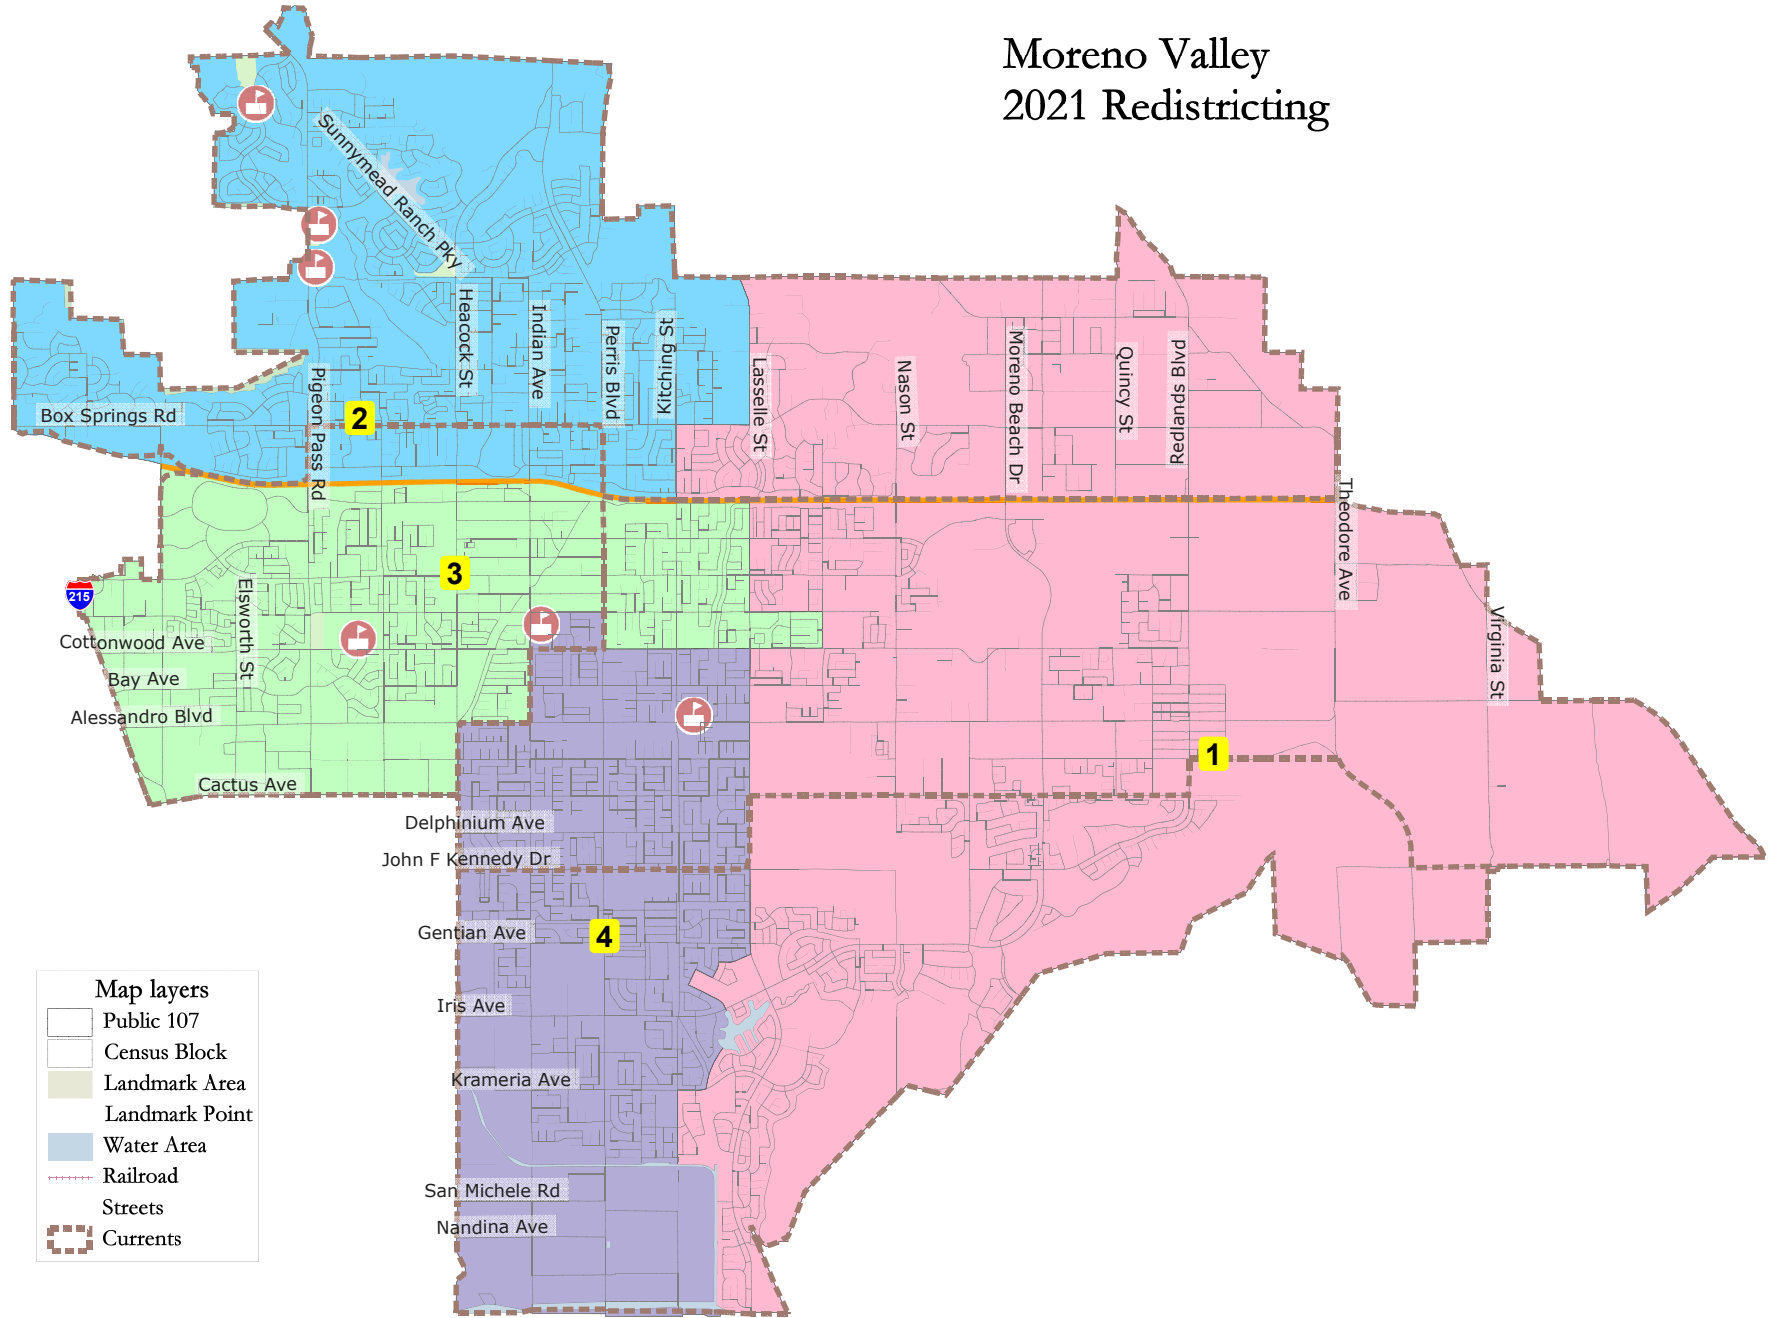 Moreno Valley
2021 Redistricting
Sunnymead Ranch Pky
Heacock St
Indian Ave
Perris Blvd
Kitching St
Lasselle St
Nason St
Moreno Beach Dr
Quincy St
Redlands Blvd
Pigeon Pass Rd
Box Springs Rd
2
Theodore Ave
3
215
Elsworth St
Cottonwood Ave
Virginia St
Bay Ave
Alessandro Blvd
1
Cactus Ave
Delphinium Ave
John F Kennedy Dr
Gentian Ave
4
Iris Ave
Krameria Ave
San Michele Rd
Nandina Ave
Map layers
Public 107
Census Block
Landmark Area
Landmark Point
Water Area
Railroad
Streets
Currents